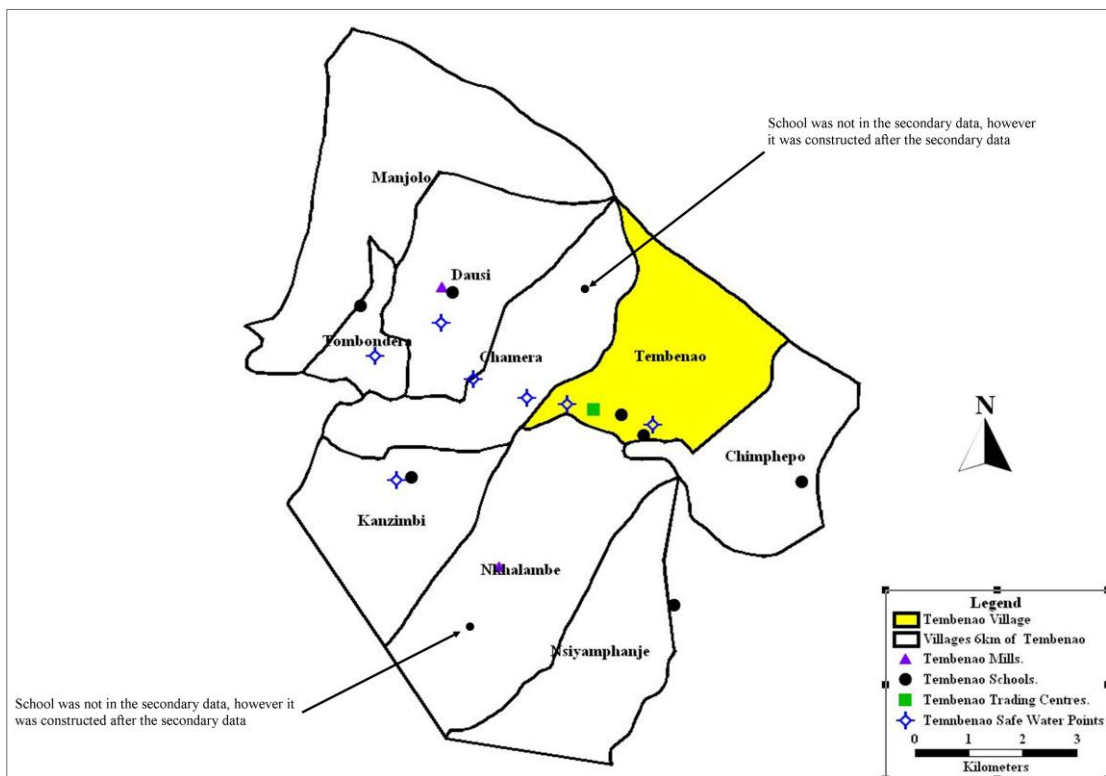 School was not in the secondary data, however
it was constructed after the secondary data
Manjolo
Dausi
Tombondera
Chamera
Tembenao
N
Chimphepo
Kanzimbi
Nkhalambe
Nsiyamphanje
School was not in the secondary data, however it
was constructed after the secondary data
Legend
Tembenao Village
Villages 6km of Tembenao
Tembenao Mills.
Tembenao Schools.
Tembenao Trading Centres.
Temnbenao Safe Water Points
0 1 2 3
Kilometers